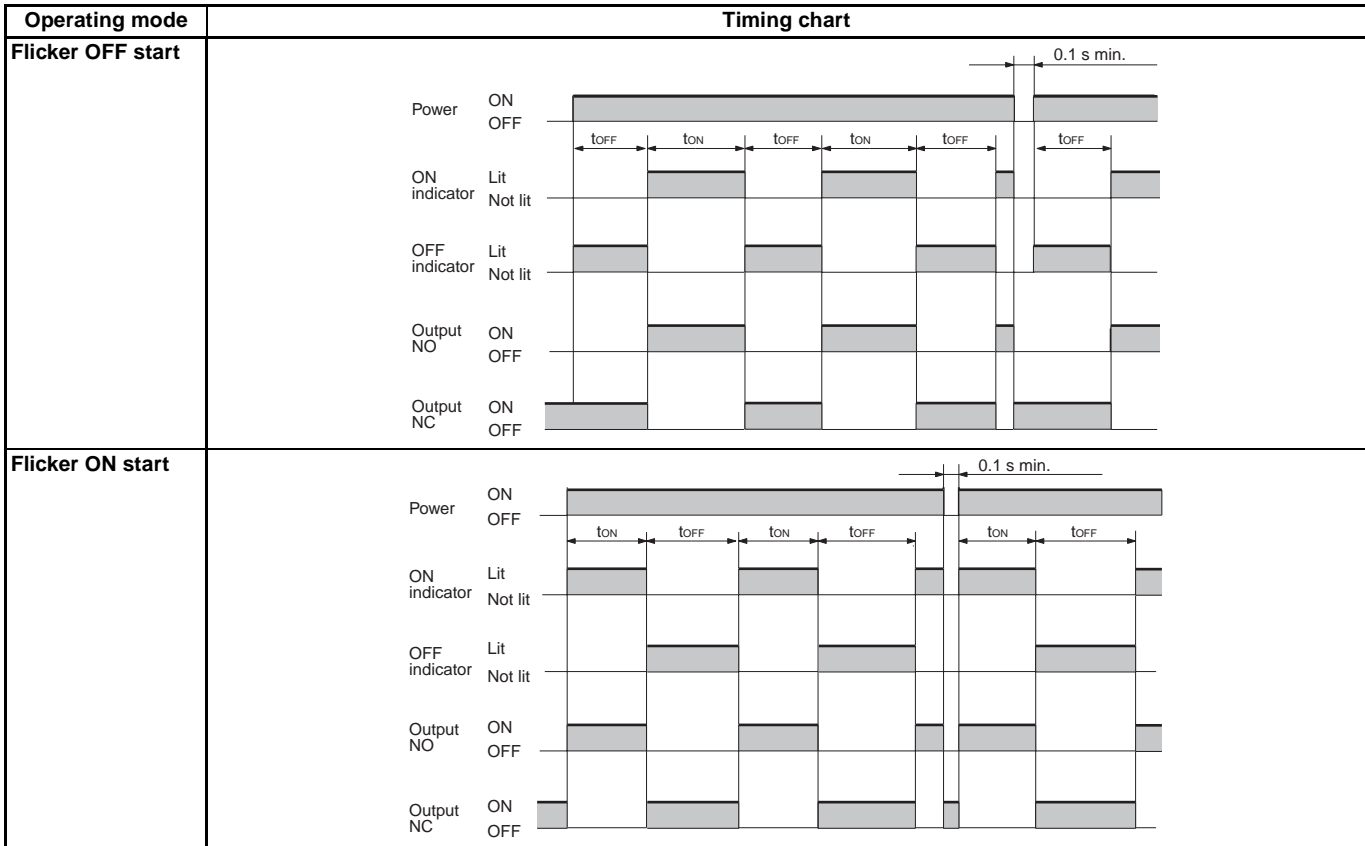 Operating mode Timing chart
Flicker OFF start
0.1 s min.
Power ON
OFF
tOFF tON tOFF tON tOFF tOFF
ON indicator Lit
Not lit
OFF indicator Lit
Not lit
Output NO ON
OFF
Output NC ON
OFF
Flicker ON start
0.1 s min.
Power ON
OFF
tON tOFF tON tOFF tON tOFF
ON indicator Lit
Not lit
OFF indicator Lit
Not lit
Output NO ON
OFF
Output NC ON
OFF